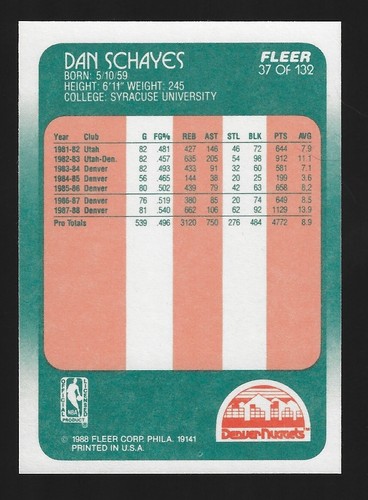 DAN SCHAYES
BORN: 5/10/59
HEIGHT: 6'11" WEIGHT: 245
COLLEGE: SYRACUSE UNIVERSITY
FLEER
37 OF 132
Year Club G FG% REB AST STL BLK PTS AVG
1981-82 Utah 82 .481 427 146 46 72 644 7.9
1982-83 Utah-Den. 82 .457 635 205 54 98 912 11.1
1983-84 Denver 82 .493 433 91 32 60 581 7.1
1984-85 Denver 56 .465 144 38 20 25 199 3.6
1985-86 Denver 80 .502 439 79 42 63 658 8.2
1986-87 Denver 76 .519 380 85 20 74 649 8.5
1987-88 Denver 81 .540 662 106 62 92 1129 13.9
Pro Totals 539 .496 3120 750 276 484 4772 8.9
OFFICIAL LICENSED
NBA
PRODUCT
DENVER NUGGETS™
© 1988 FLEER CORP. PHILA. 19141
PRINTED IN U.S.A.